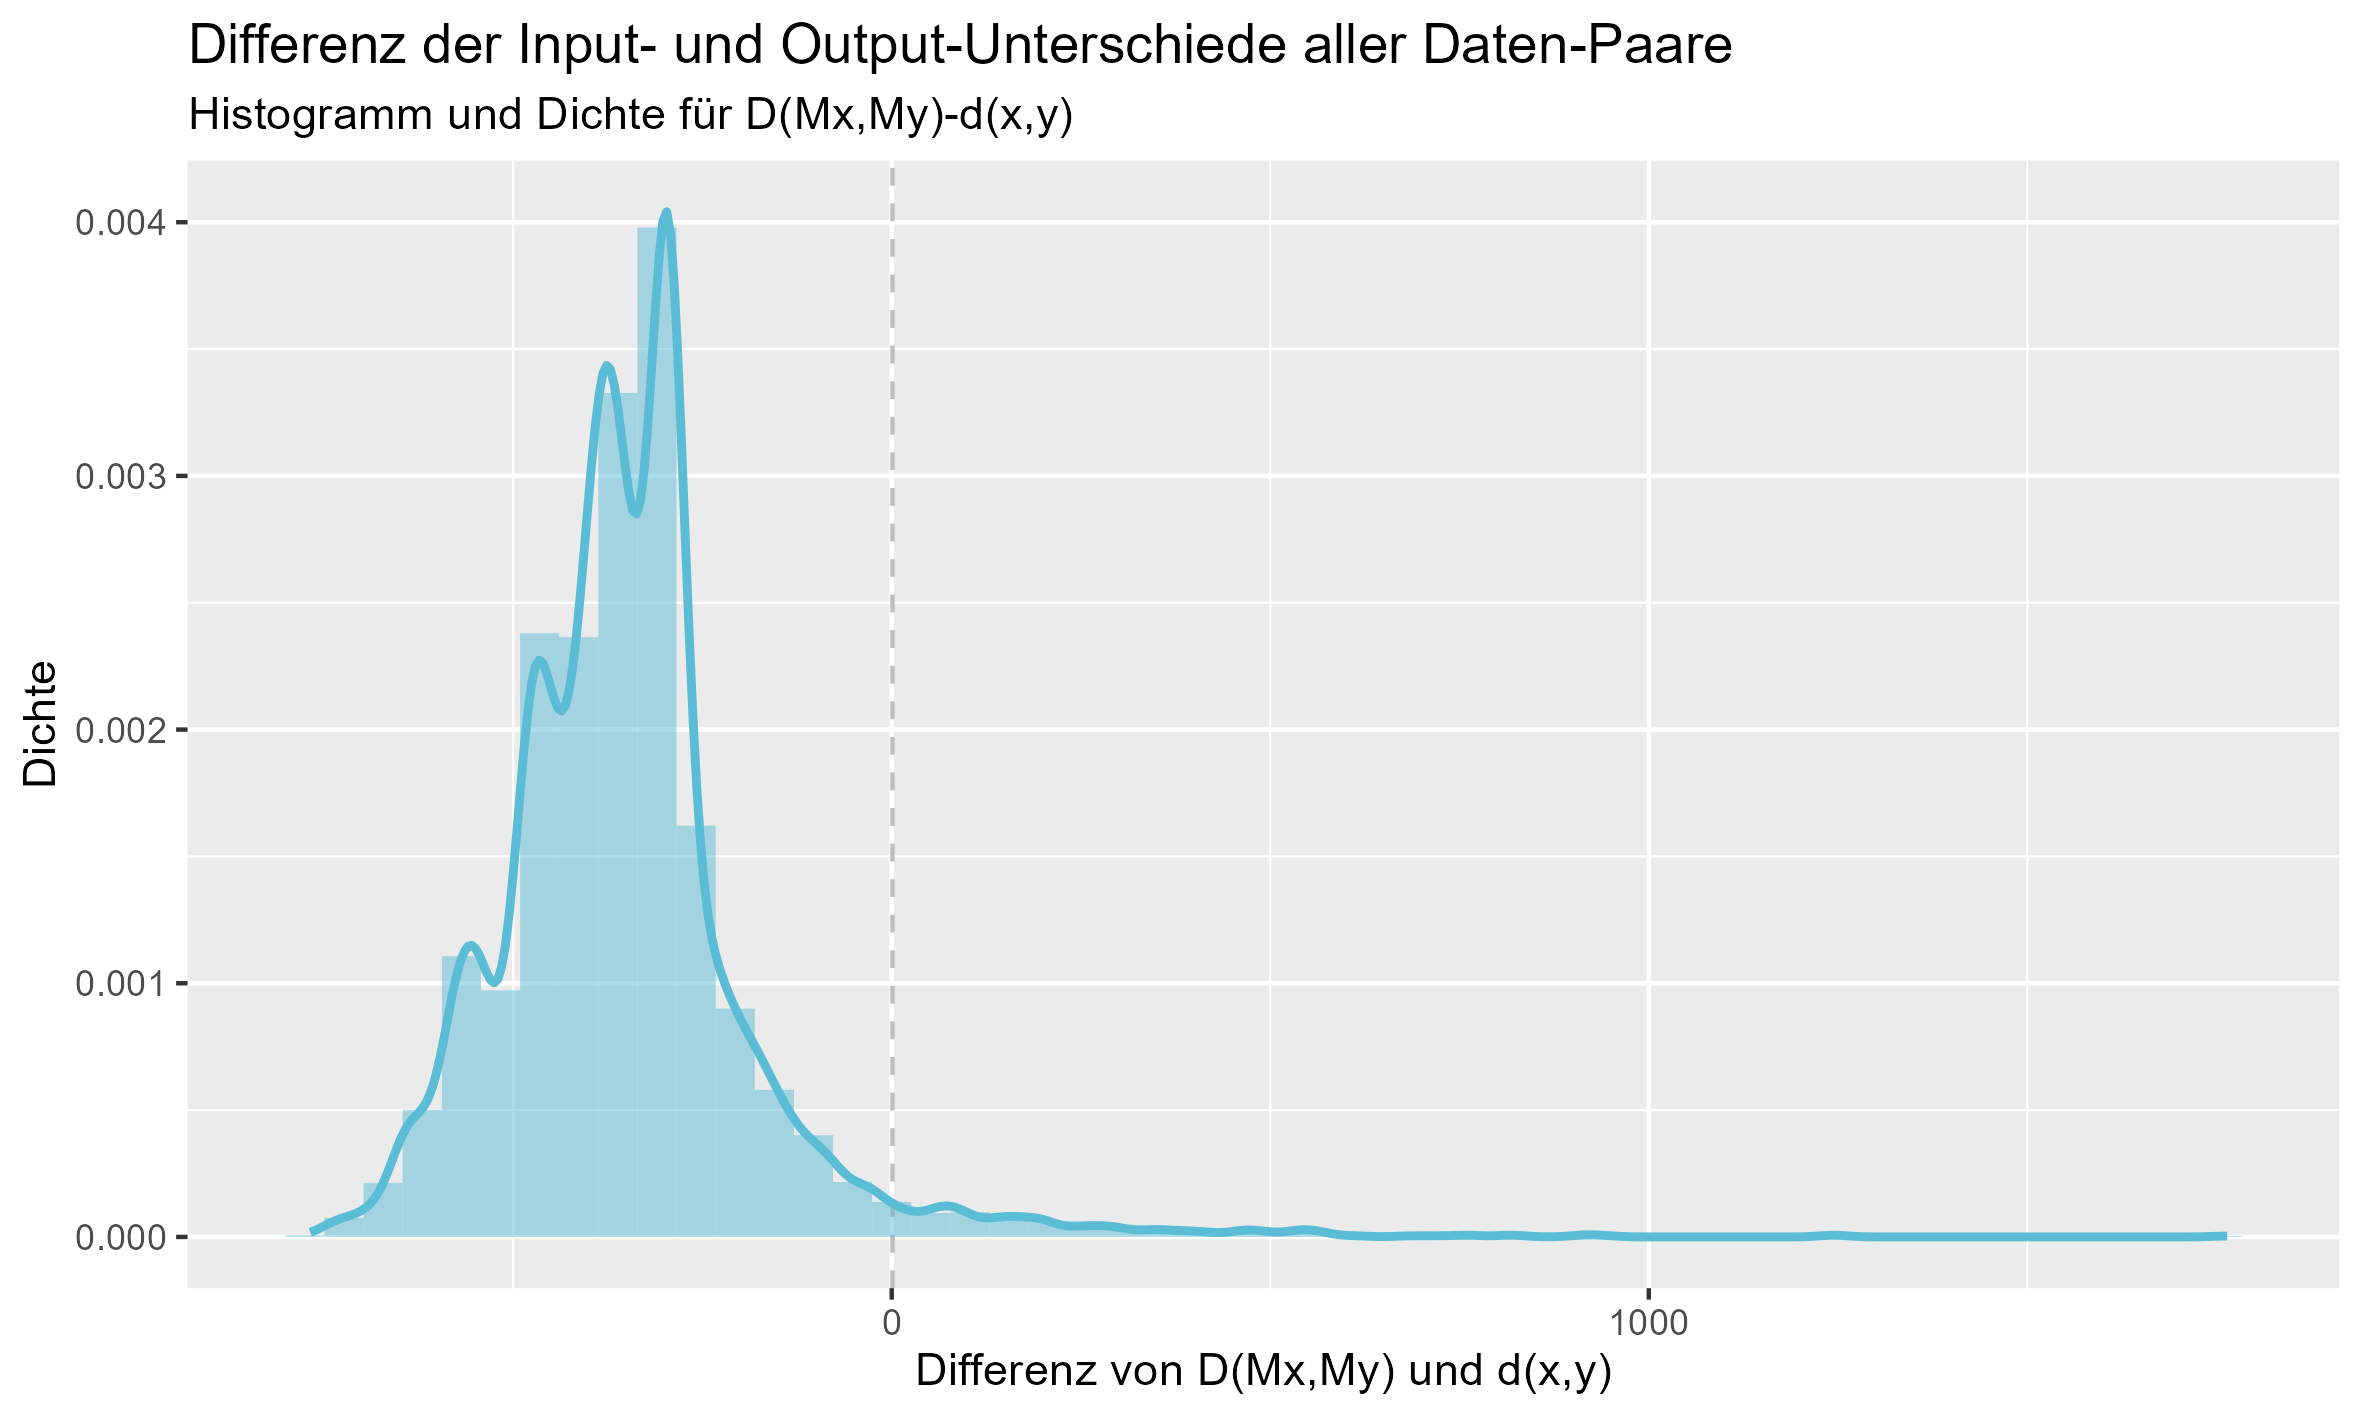 Differenz der Input- und Output-Unterschiede aller Daten-Paare
Histogramm und Dichte für D(Mx,My)-d(x,y)
Dichte
0.004
0.003
0.002
0.001
0.000
0
1000
Differenz von D(Mx,My) und d(x,y)